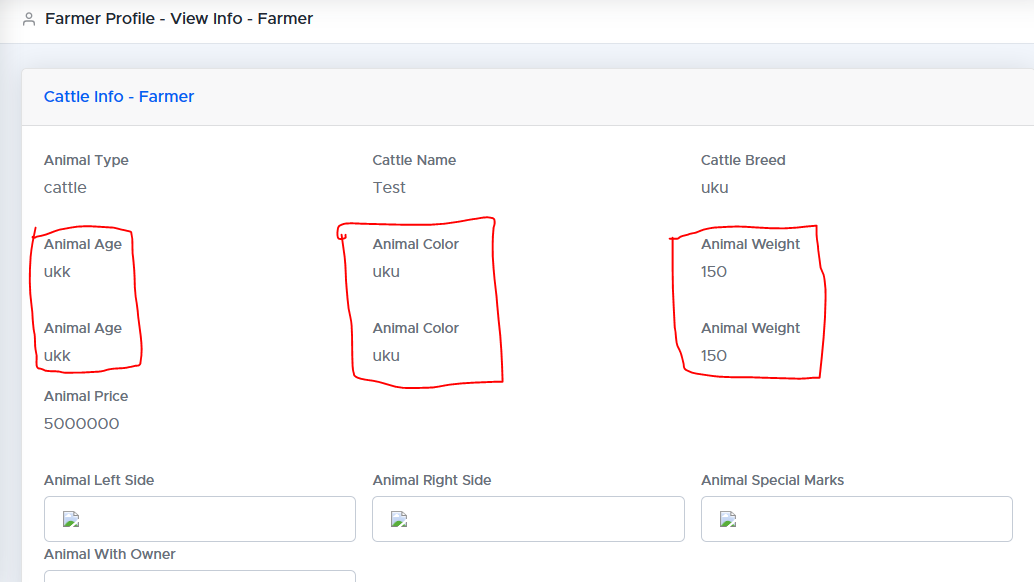 Farmer Profile - View Info - Farmer
Cattle Info - Farmer
Animal Type Cattle Name Cattle Breed
cattle Test uku
Animal Age Animal Color Animal Weight
ukk uku 150
Animal Age Animal Color Animal Weight
ukk uku 150
Animal Price
5000000
Animal Left Side Animal Right Side Animal Special Marks
Animal With Owner